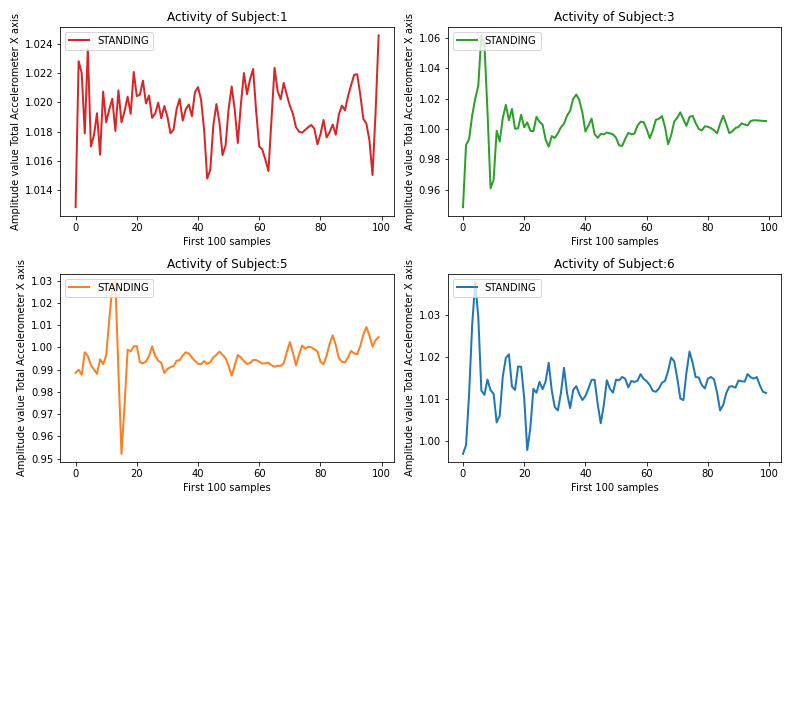 Activity of Subject:1
Amplitude value Total Accelerometer X axis
STANDING
1.024
1.022
1.020
1.018
1.016
1.014
0 20 40 60 80 100
First 100 samples
Activity of Subject:3
Amplitude value Total Accelerometer X axis
STANDING
1.06
1.04
1.02
1.00
0.98
0.96
0 20 40 60 80 100
First 100 samples
Activity of Subject:5
Amplitude value Total Accelerometer X axis
STANDING
1.03
1.02
1.01
1.00
0.99
0.98
0.97
0.96
0.95
0 20 40 60 80 100
First 100 samples
Activity of Subject:6
Amplitude value Total Accelerometer X axis
STANDING
1.03
1.02
1.01
1.00
0 20 40 60 80 100
First 100 samples